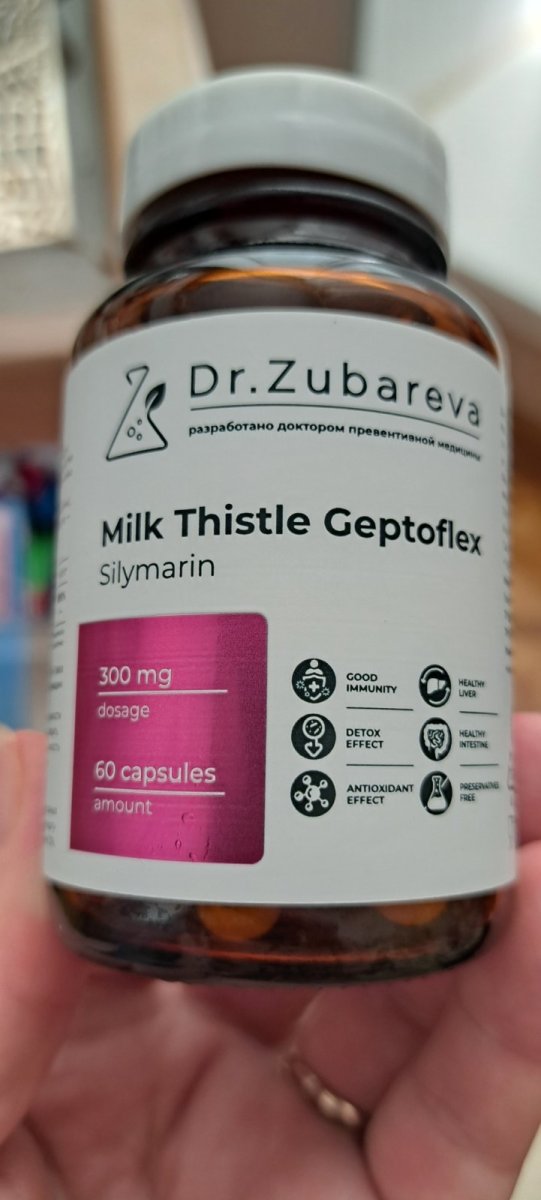 Dr.Zubareva
разработано доктором превентивной медицины
Milk Thistle Geptoflex
Silymarin
300 mg
dosage
60 capsules
amount
GOOD
IMMUNITY
DETOX
EFFECT
ANTIOXIDANT
EFFECT
HEALTHY
LIVER
HEALTHY
INTESTINE
PRESERVATIVES
FREE